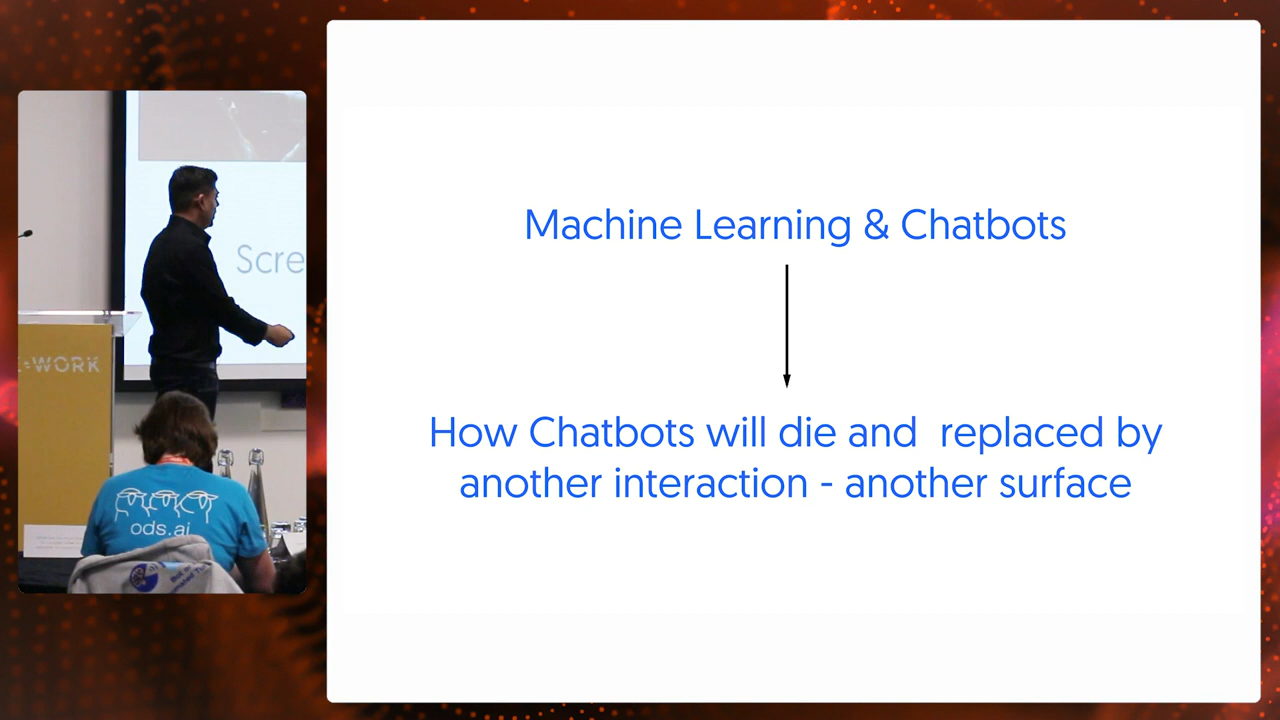 Machine Learning & Chatbots
How Chatbots will die and replaced by
another interaction - another surface
Scre
WORK
ods.ai